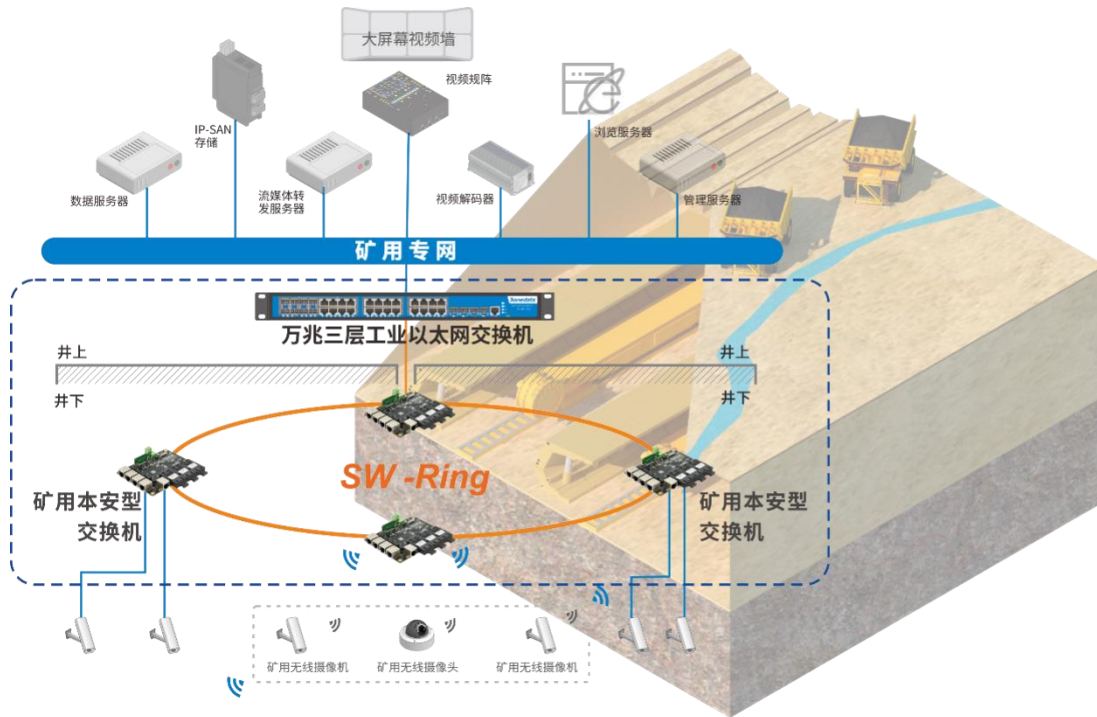 大屏幕视频墙
视频规阵
IP-SAN
存储
浏览服务器
数据服务器
流媒体转
发服务器
视频解码器
管理服务器
矿用专网
万兆三层工业以太网交换机
井上
井上
井下
井下
SW -Ring
矿用本安型
交换机
矿用本安型
交换机
矿用无线摄像机
矿用无线摄像头
矿用无线摄像机